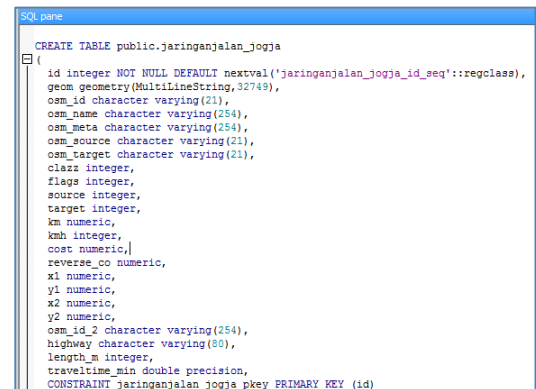 SQL pane
CREATE TABLE public.jaringanjalan_jogja
(
id integer NOT NULL DEFAULT nextval('jaringanjalan_jogja_id_seq'::regclass),
geom geometry(MultiLineString,32749),
osm_id character varying(21),
osm_name character varying(254),
osm_meta character varying(254),
osm_source character varying(21),
osm_target character varying(21),
clazz integer,
flags integer,
source integer,
target integer,
km numeric,
kmh integer,
cost numeric,
reverse_co numeric,
x1 numeric,
y1 numeric,
x2 numeric,
y2 numeric,
osm_id_2 character varying(254),
highway character varying(80),
length_m integer,
traveltime_min double precision,
CONSTRAINT jaringanjalan_jogja_pkey PRIMARY KEY (id)